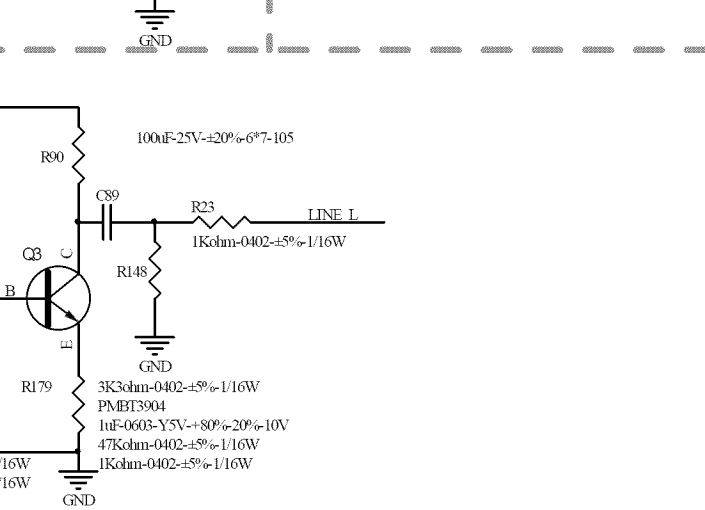 GND
100uF-25V-±20%-6*7-105
R90
C89
R23
LINE L
1Kohm-0402-±5%-1/16W
Q3
C
R148
B
E
GND
R179
3K3ohm-0402-±5%-1/16W
PMBT3904
1uF-0603-Y5V-+80%-20%-10V
47Kohm-0402-±5%-1/16W
/16W
1Kohm-0402-±5%-1/16W
/16W
GND